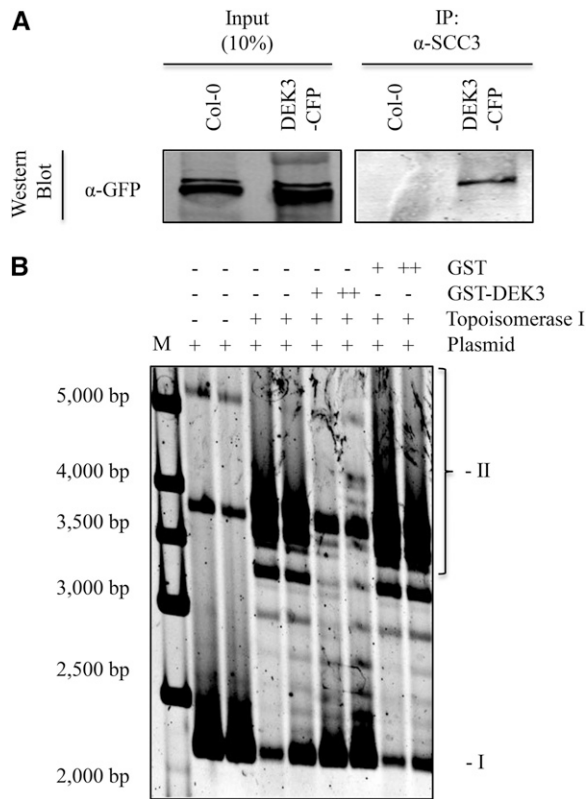 A
Input
(10%)
IP:
α-SCC3
Col-0
DEK3
-CFP
Col-0
DEK3
-CFP
Western
Blot
α-GFP
B
- - - - - - + ++ GST
- - - - + ++ - - GST-DEK3
- - + + + + + + Topoisomerase I
M + + + + + + + + Plasmid
5,000 bp
4,000 bp
- II
3,500 bp
3,000 bp
2,500 bp
- I
2,000 bp